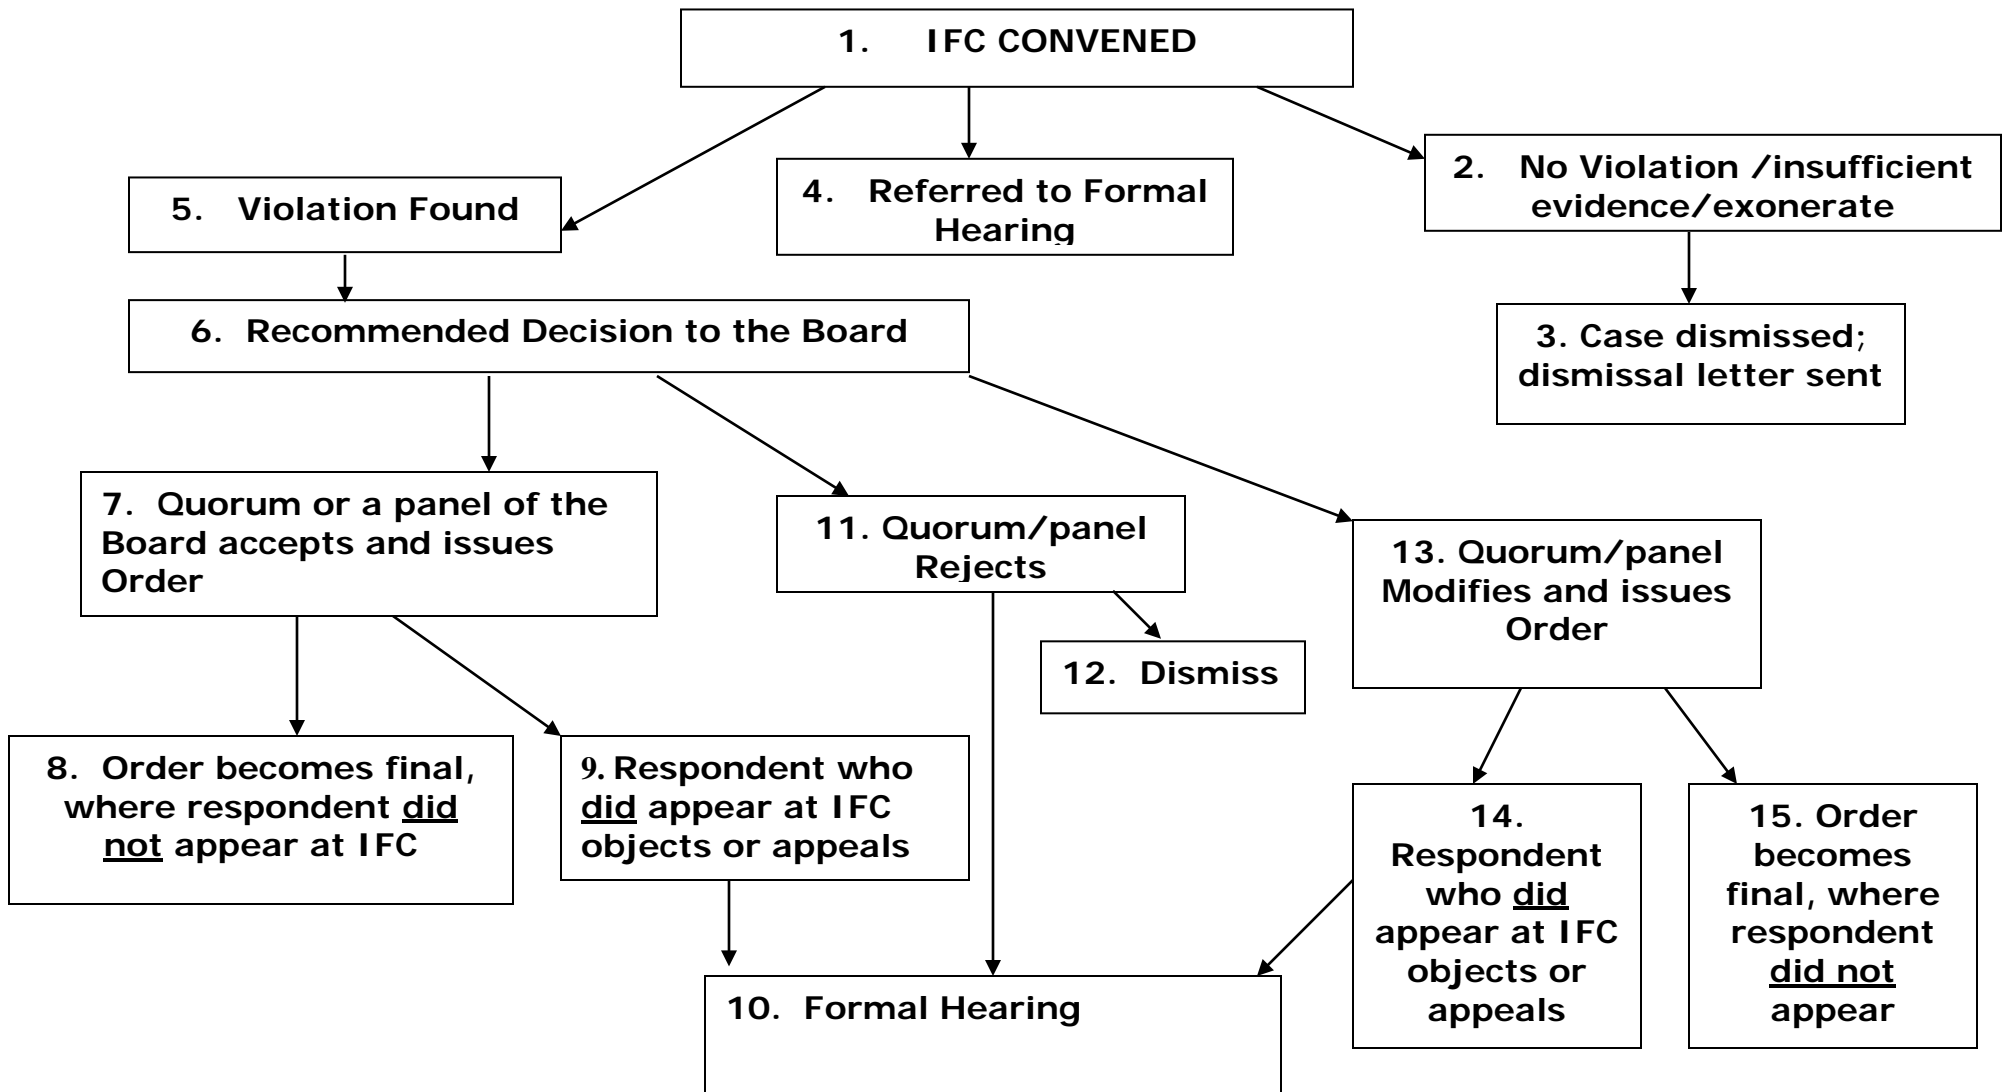 1. IFC CONVENED
2. No Violation /insufficient
evidence/exonerate
4. Referred to Formal
Hearing
5. Violation Found
3. Case dismissed;
dismissal letter sent
6. Recommended Decision to the Board
7. Quorum or a panel of the
Board accepts and issues
Order
11. Quorum/panel
Rejects
13. Quorum/panel
Modifies and issues
Order
12. Dismiss
8. Order becomes final,
where respondent did
not appear at IFC
9. Respondent who
did appear at IFC
objects or appeals
14.
Respondent
who did
appear at IFC
objects or
appeals
15. Order
becomes
final, where
respondent
did not
appear
10. Formal Hearing